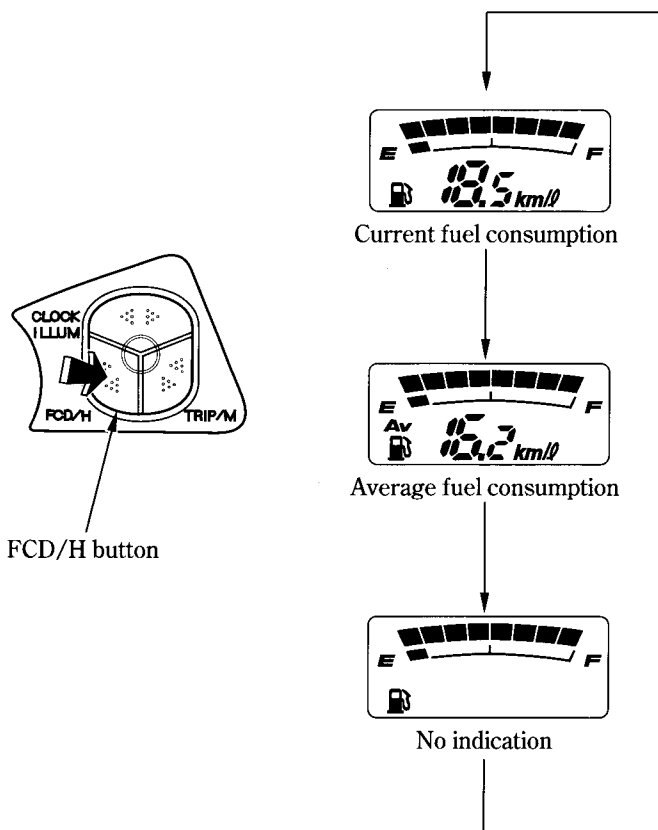 E F
18.5 km/ℓ
Current fuel consumption
CLOCK
ILLUM
FCD/H TRIP/M
FCD/H button
E F
Av
16.2 km/ℓ
Average fuel consumption
E F
No indication